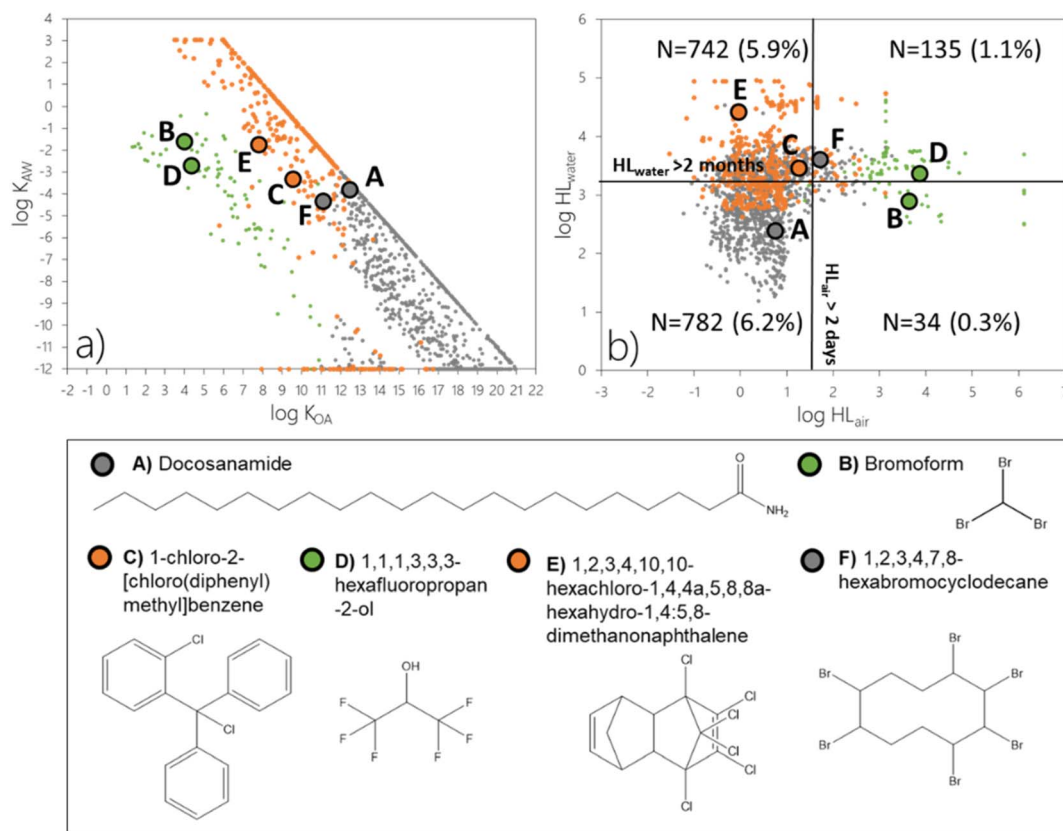 4
3
2
1
0
-1
-2
-3
-4
-5
-6
-7
-8
-9
-10
-11
-12
log K_AW
B
D
E
C
F
A
a)
-2 -1 0 1 2 3 4 5 6 7 8 9 10 11 12 13 14 15 16 17 18 19 20 21 22
log K_OA
6
5
4
3
2
1
0
log HL_water
N=742 (5.9%)
N=135 (1.1%)
E
C
F
D
HL_water >2 months
B
A
HL_air > 2 days
N=782 (6.2%)
N=34 (0.3%)
b)
-3 -2 -1 0 1 2 3 4 5 6 7
log HL_air
A) Docosanamide
O
NH2
B) Bromoform
Br
Br
Br
C) 1-chloro-2-
[chloro(diphenyl)
methyl]benzene
Cl
Cl
D) 1,1,1,3,3,3-
hexafluoropropan
-2-ol
OH
F
F
F
F
F
F
E) 1,2,3,4,10,10-
hexachloro-1,4,4a,5,8,8a-
hexahydro-1,4:5,8-
dimethanonaphthalene
Cl
Cl
Cl
Cl
Cl
Cl
F) 1,2,3,4,7,8-
hexabromocyclodecane
Br
Br
Br
Br
Br
Br